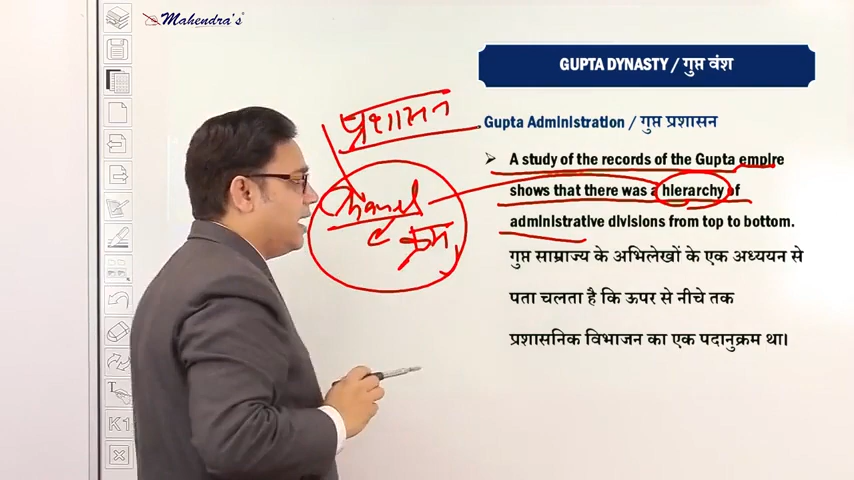 Mahendra's
GUPTA DYNASTY / गुप्त वंश
प्रशासन
Gupta Administration / गुप्त प्रशासन
A study of the records of the Gupta empire
shows that there was a hierarchy of
administrative divisions from top to bottom.
क्रम
गुप्त साम्राज्य के अभिलेखों के एक अध्ययन से
पता चलता है कि ऊपर से नीचे तक
प्रशासनिक विभाजन का एक पदानुक्रम था।